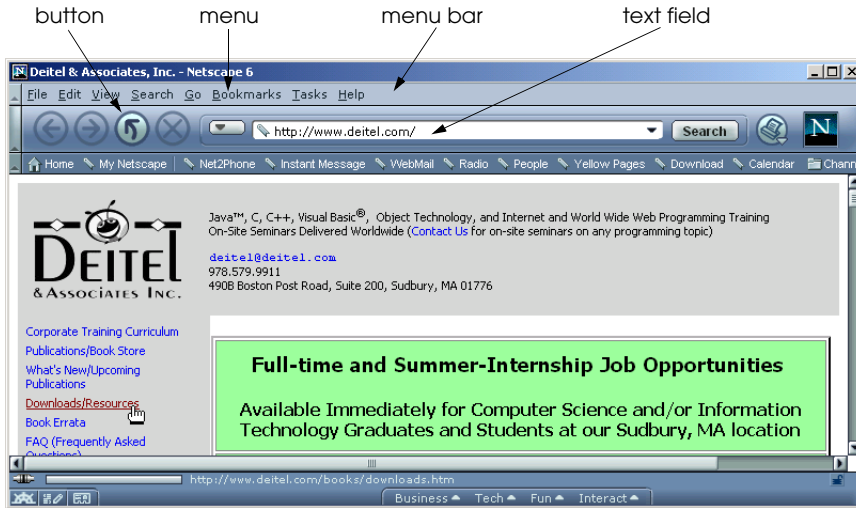 button menu menu bar text field
N Deitel & Associates, Inc. - Netscape 6
File Edit View Search Go Bookmarks Tasks Help
http://www.deitel.com/ Search N
Home My Netscape Net2Phone Instant Message WebMail Radio People Yellow Pages Download Calendar Chann
DEITEL
& ASSOCIATES INC.
Java™, C, C++, Visual Basic®, Object Technology, and Internet and World Wide Web Programming Training
On-Site Seminars Delivered Worldwide (Contact Us for on-site seminars on any programming topic)
deitel@deitel.com
978.579.9911
490B Boston Post Road, Suite 200, Sudbury, MA 01776
Corporate Training Curriculum
Publications/Book Store
What's New/Upcoming
Publications
Downloads/Resources
Book Errata
FAQ (Frequently Asked
Questions)
Full-time and Summer-Internship Job Opportunities
Available Immediately for Computer Science and/or Information
Technology Graduates and Students at our Sudbury, MA location
http://www.deitel.com/books/downloads.htm
Business Tech Fun Interact